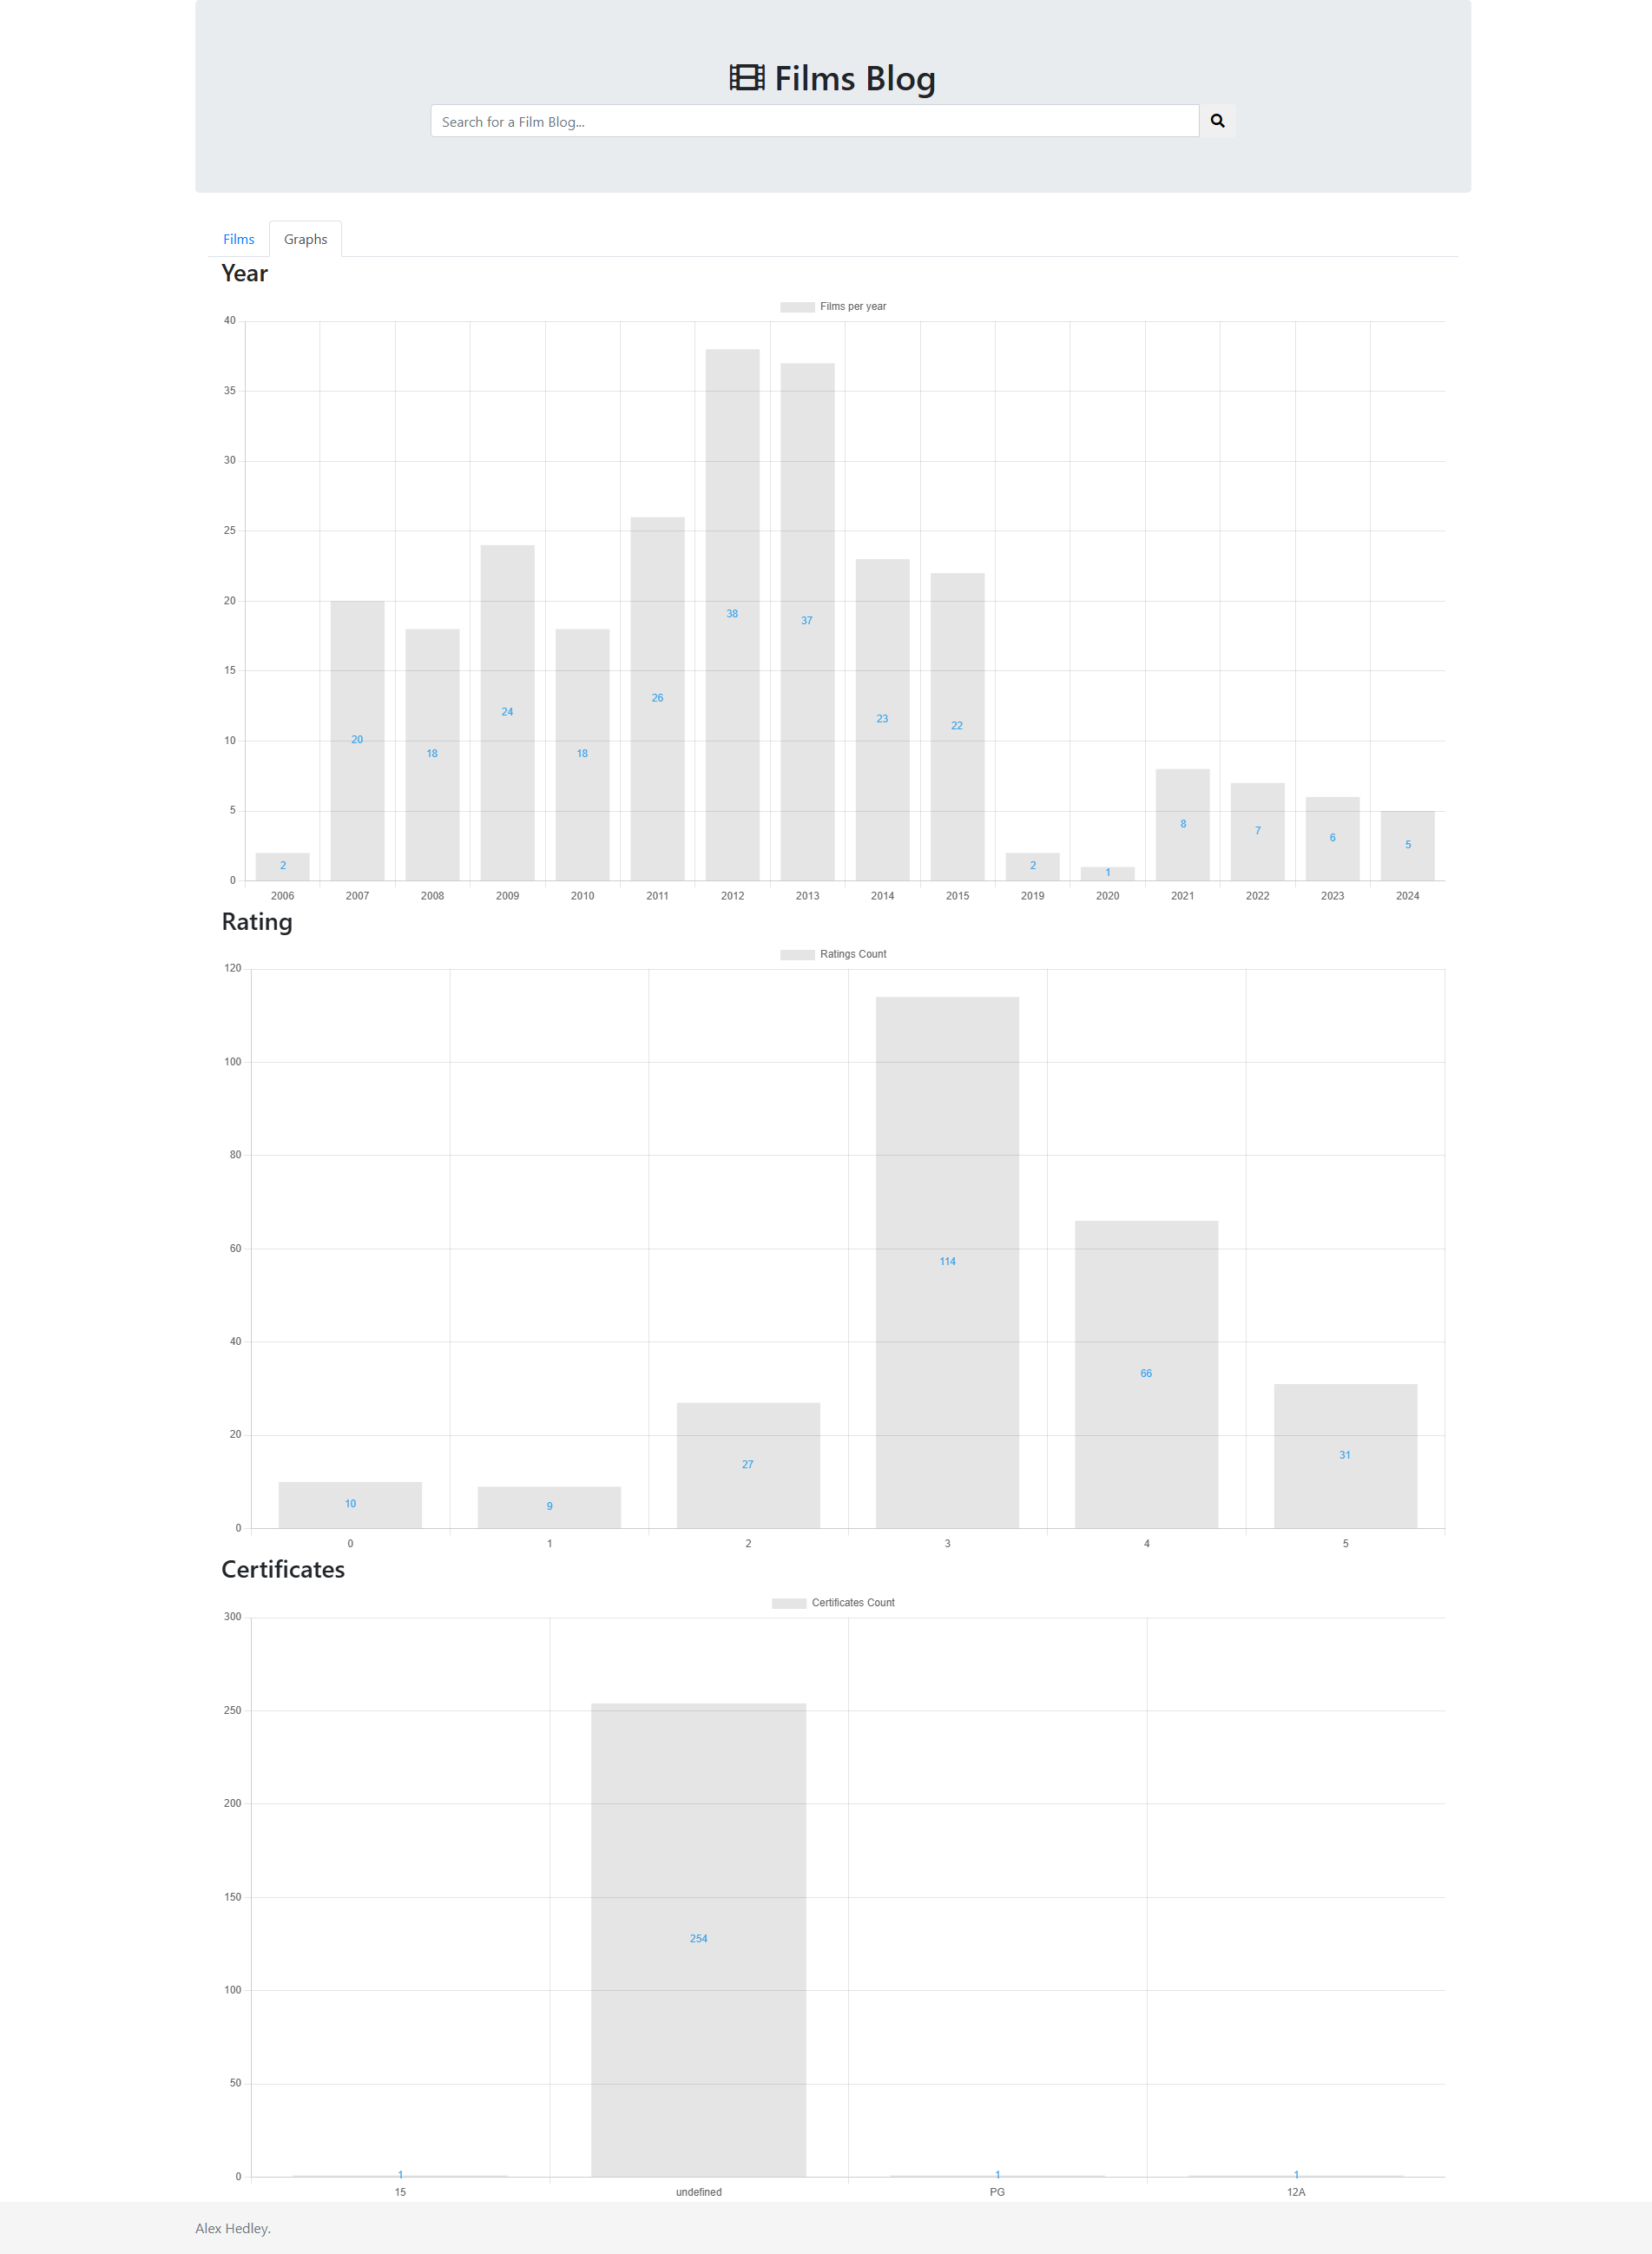 Films Blog
Search for a Film Blog...
Films Graphs
Year
Films per year
40
35
30
25
20
15
10
5
0
2 20 18 24 18 26 38 37 23 22 2 1 8 7 6 5
2006 2007 2008 2009 2010 2011 2012 2013 2014 2015 2019 2020 2021 2022 2023 2024
Rating
Ratings Count
120
100
80
60
40
20
0
10 9 27 114 66 31
0 1 2 3 4 5
Certificates
Certificates Count
300
250
200
150
100
50
0
1 254 1 1
15 undefined PG 12A
Alex Hedley.